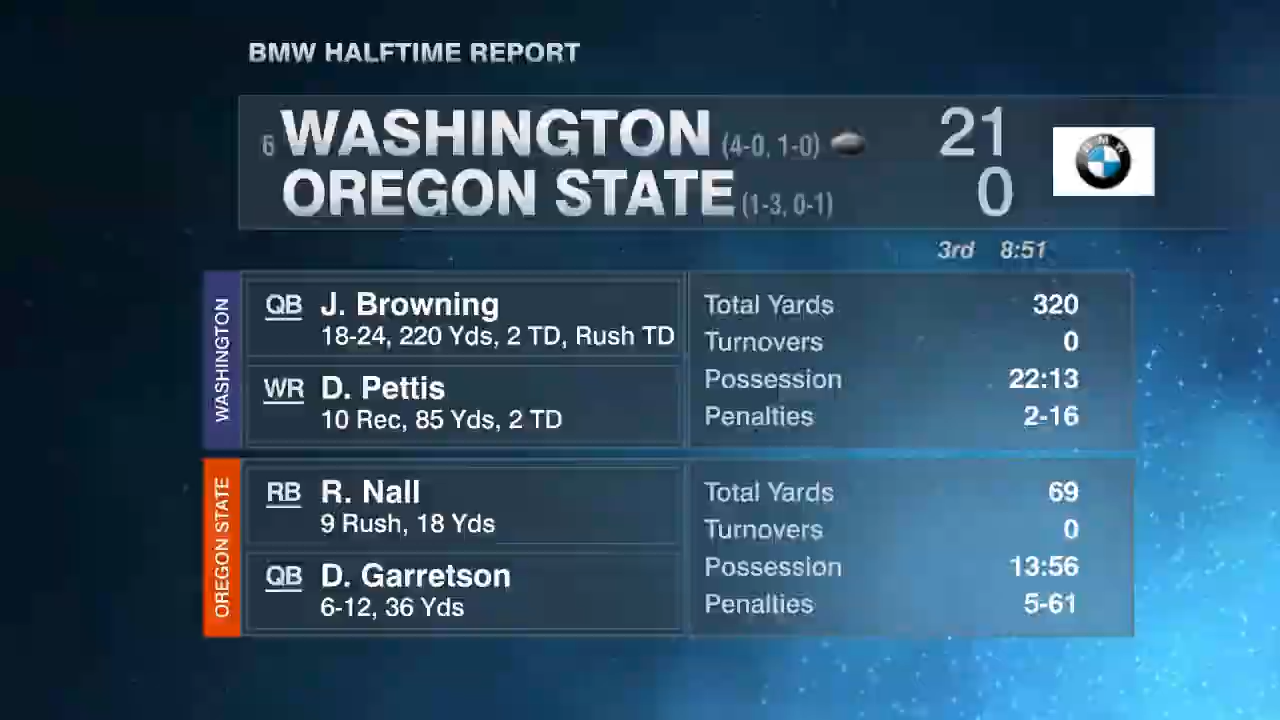 BMW HALFTIME REPORT
6 WASHINGTON (4-0, 1-0) 21
OREGON STATE (1-3, 0-1) 0
BMW
3rd 8:51
WASHINGTON
QB J. Browning
18-24, 220 Yds, 2 TD, Rush TD
WR D. Pettis
10 Rec, 85 Yds, 2 TD
Total Yards 320
Turnovers 0
Possession 22:13
Penalties 2-16
OREGON STATE
RB R. Nall
9 Rush, 18 Yds
QB D. Garretson
6-12, 36 Yds
Total Yards 69
Turnovers 0
Possession 13:56
Penalties 5-61